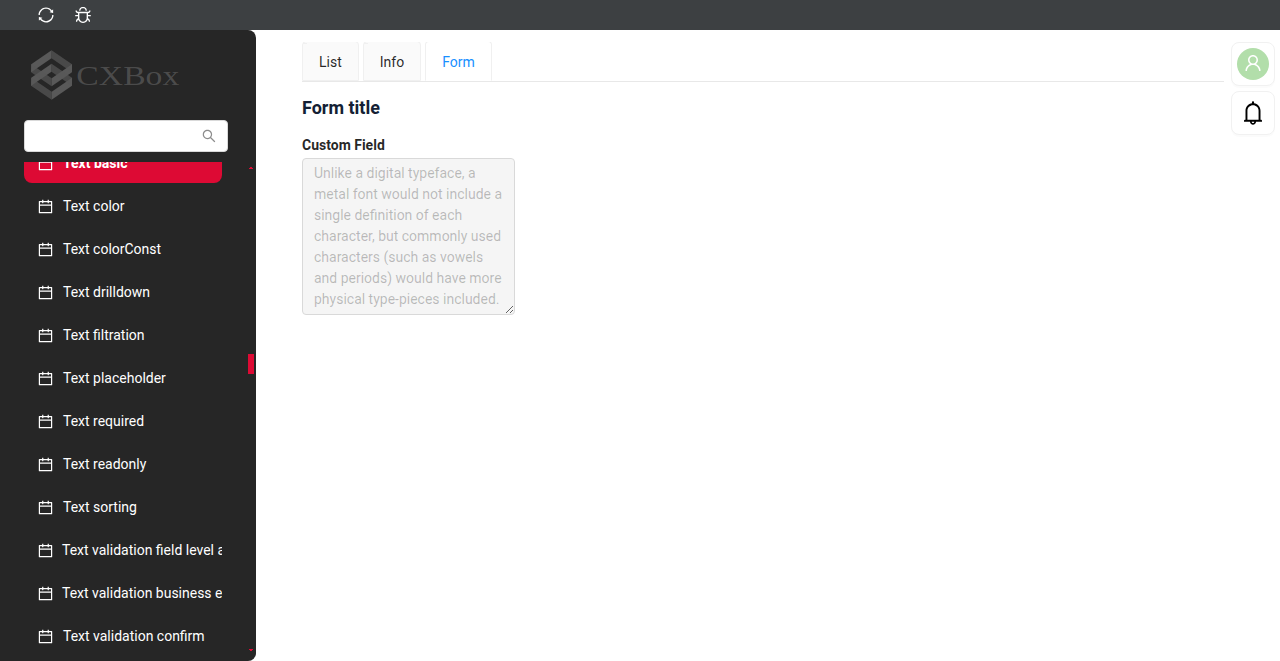 CXBox
Text basic
Text color
Text colorConst
Text drilldown
Text filtration
Text placeholder
Text required
Text readonly
Text sorting
Text validation field level
Text validation business
Text validation confirm
List
Info
Form
Form title
Custom Field
Unlike a digital typeface, a
metal font would not include a
single definition of each
character, but commonly used
characters (such as vowels
and periods) would have more
physical type-pieces included.